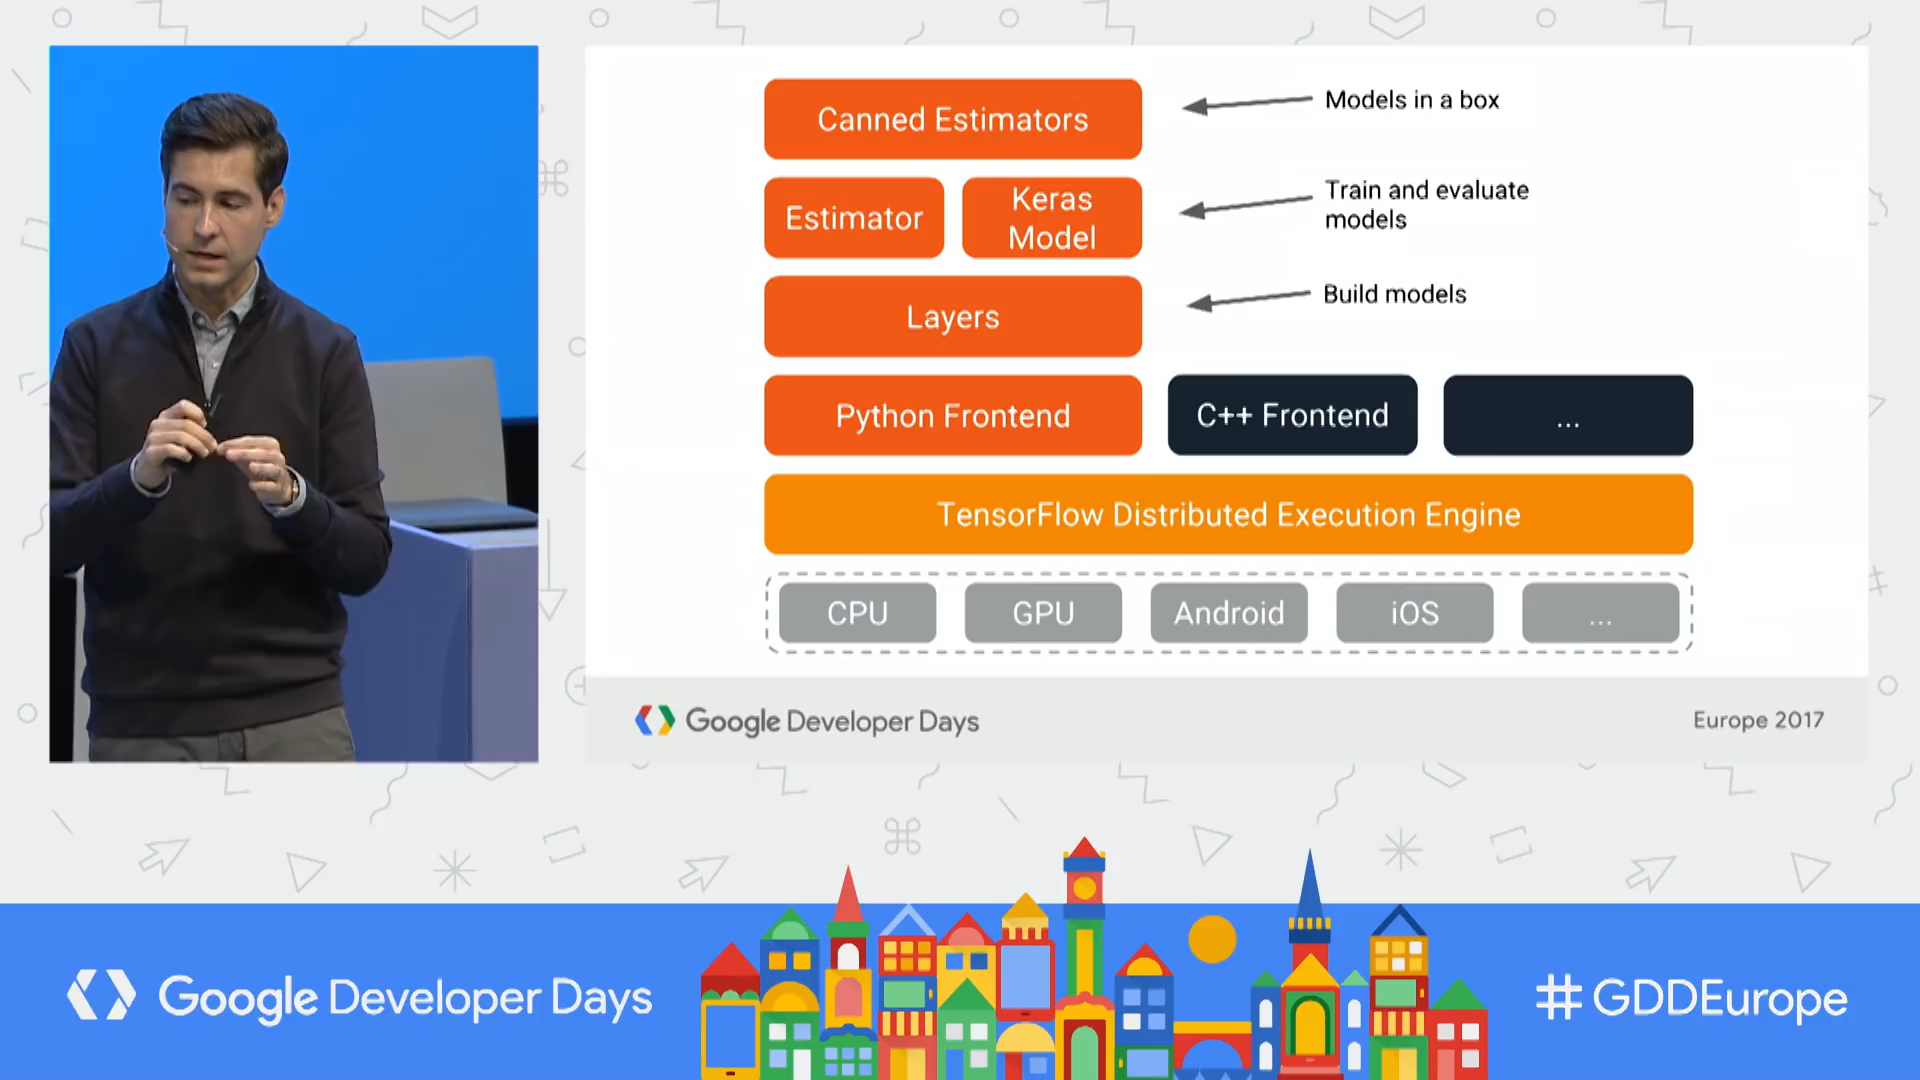 Canned Estimators
Models in a box
Estimator
Keras
Model
Train and evaluate
models
Layers
Build models
Python Frontend
C++ Frontend
...
TensorFlow Distributed Execution Engine
CPU
GPU
Android
iOS
...
Google Developer Days
Europe 2017
Google Developer Days
#GDDEurope